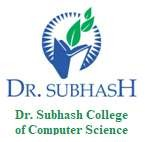 DR. SUBHASH
Dr. Subhash College
of Computer Science